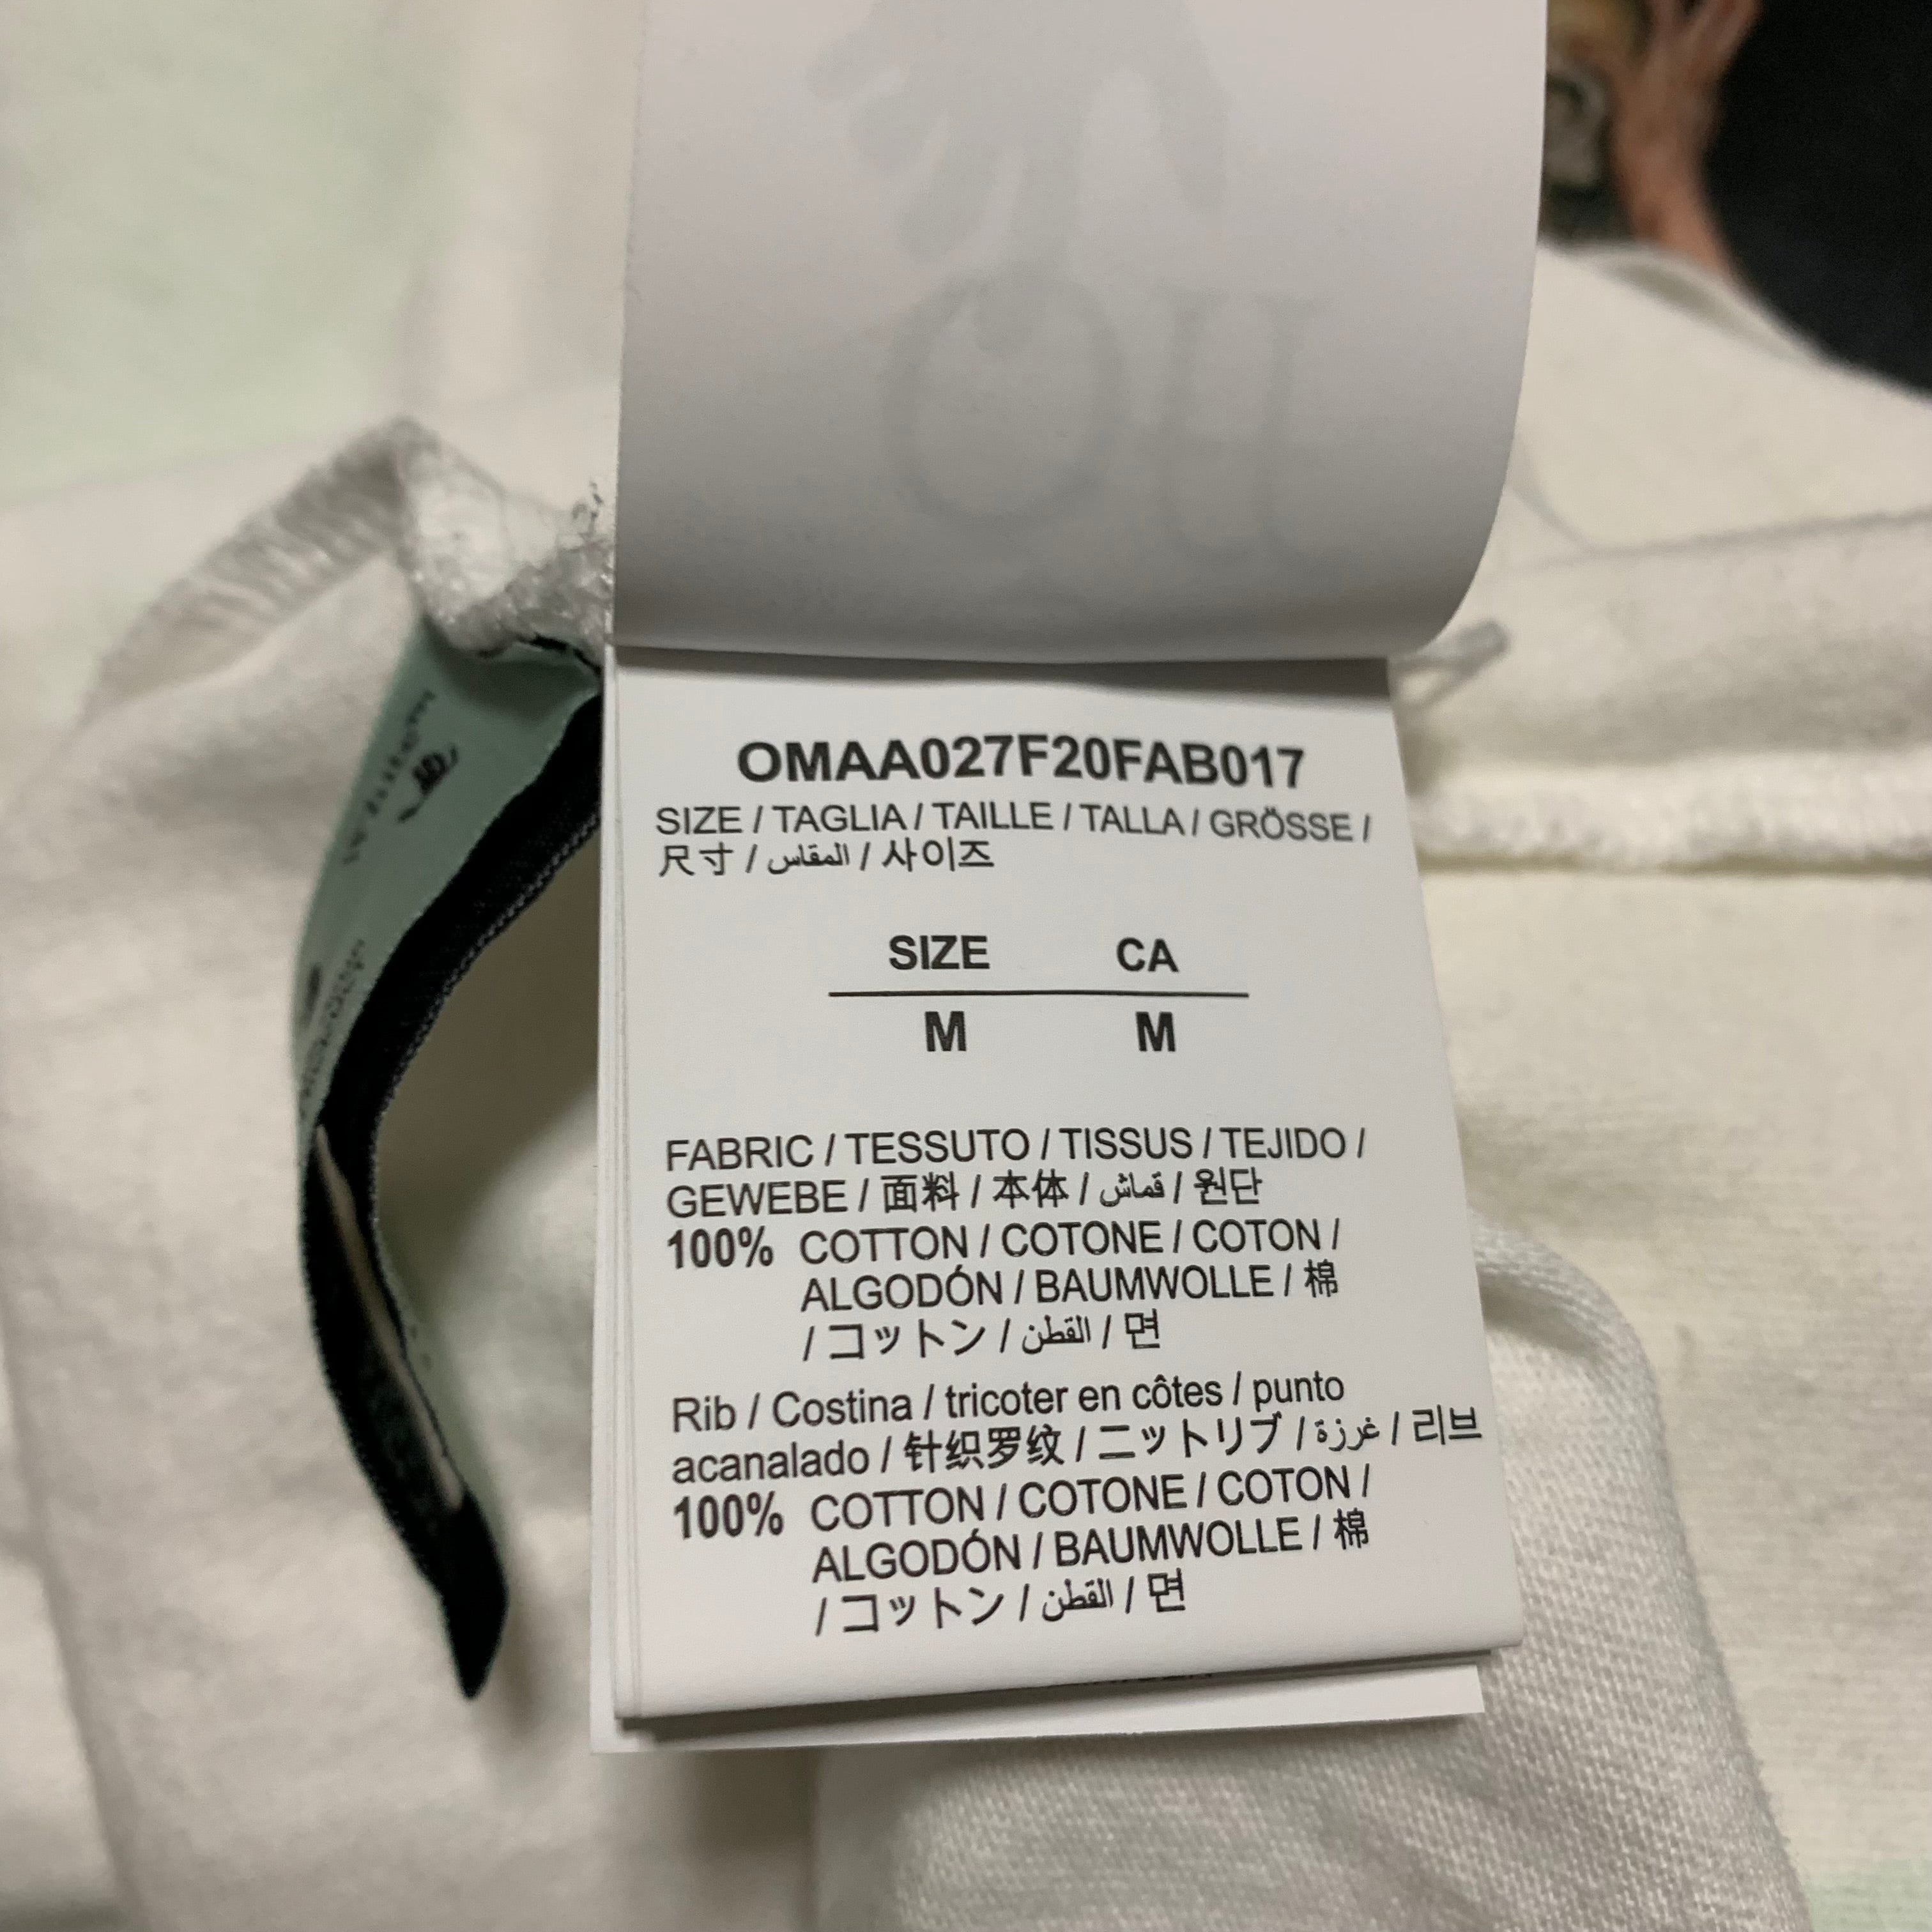 OMAA027F20FAB017
SIZE / TAGLIA / TAILLE / TALLA / GRÖSSE /
尺寸 / المقاس / 사이즈
SIZE CA
M M
FABRIC / TESSUTO / TISSUS / TEJIDO /
GEWEBE / 面料 / 本体 / قماش / 원단
100% COTTON / COTONE / COTON /
ALGODÓN / BAUMWOLLE / 棉
/ コットン / القطن / 면
Rib / Costina / tricoter en côtes / punto
acanalado / 针织罗纹 / ニットリブ / غرزة / 리브
100% COTTON / COTONE / COTON /
ALGODÓN / BAUMWOLLE / 棉
/ コットン / القطن / 면